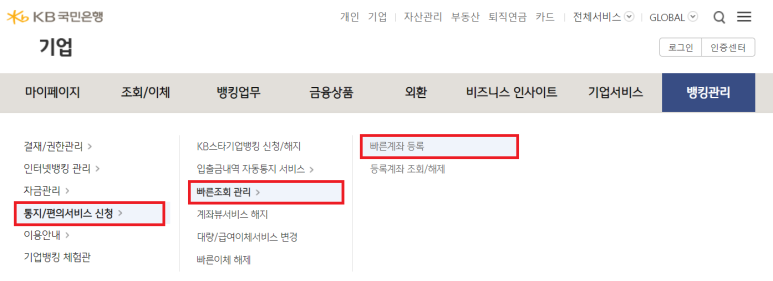 KB 국민은행
개인 기업 | 자산관리 부동산 퇴직연금 카드 | 전체서비스 | GLOBAL
기업
로그인 인증센터
마이페이지 조회/이체 뱅킹업무 금융상품 외환 비즈니스 인사이트 기업서비스 뱅킹관리
결재/권한관리 >
인터넷뱅킹 관리 >
자금관리 >
통지/편의서비스 신청 >
이용안내 >
기업뱅킹 체험관
KB스타기업뱅킹 신청/해지
입출금내역 자동통지 서비스 >
빠른조회 관리 >
계좌뷰서비스 해지
대량/급여이체서비스 변경
빠른이체 해제
빠른계좌 등록
등록계좌 조회/해제